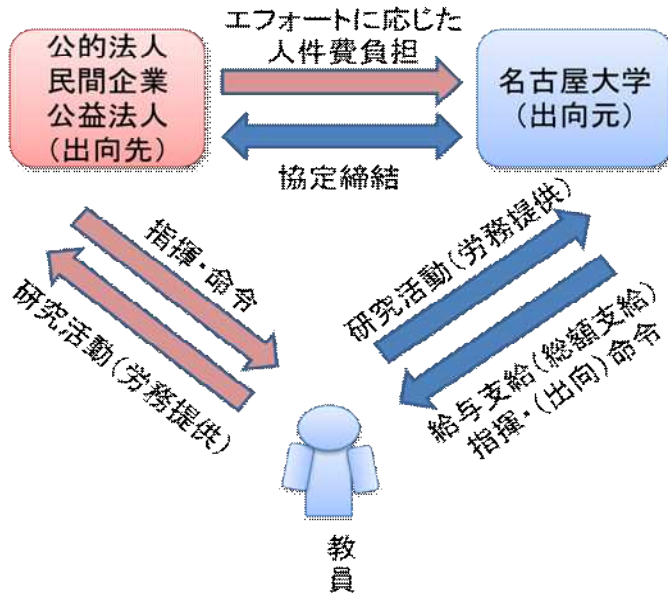 エフォートに応じた
人件費負担
公的法人
民間企業
公益法人
(出向先)
名古屋大学
(出向元)
協定締結
指揮・命令
研究活動(労務提供)
研究活動(労務提供)
給与支給(総額支給)
指揮・(出向)命令
教
員